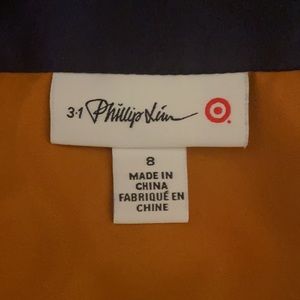 3·1 Phillip Lim
8
MADE IN
CHINA
FABRIQUÉ EN
CHINE